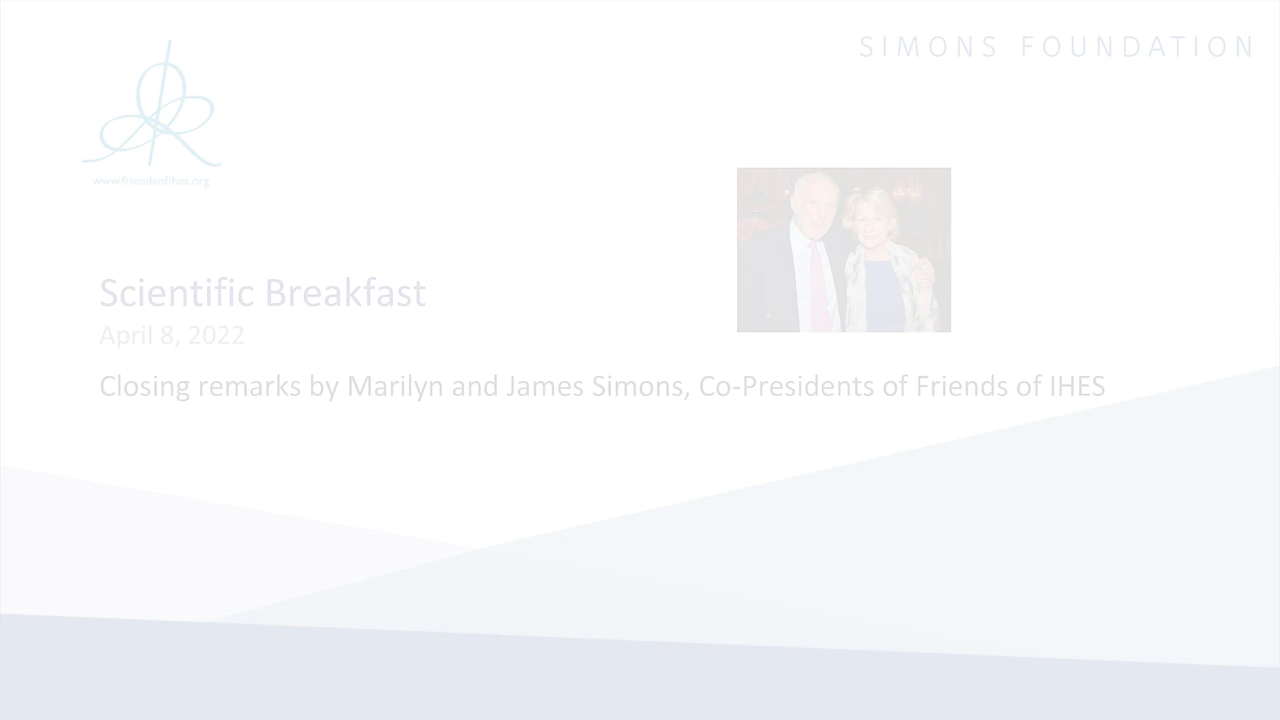 SIMONS FOUNDATION
www.friendsofihes.org
Scientific Breakfast
April 8, 2022
Closing remarks by Marilyn and James Simons, Co-Presidents of Friends of IHES